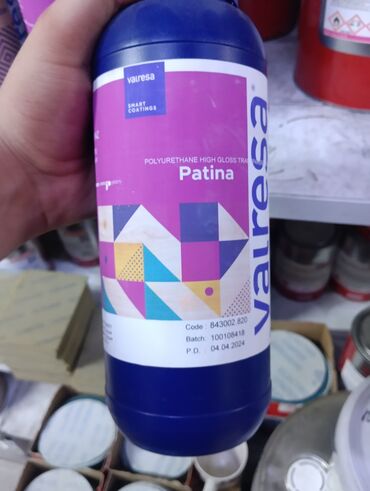 valresa
SMART
COATINGS
POLYURETHANE HIGH GLOSS TRA
Patina
valresa
Code : 843002.820
Batch: 100108418
P.D. : 04.04.2024